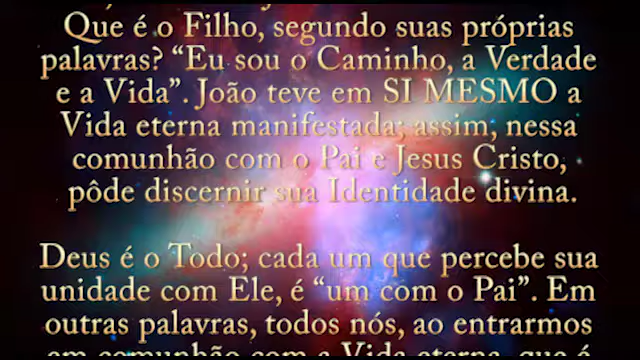 Que é o Filho, segundo suas próprias
palavras? “Eu sou o Caminho, a Verdade
e a Vida”. João teve em SI MESMO a
Vida eterna manifestada; assim, nessa
comunhão com o Pai e Jesus Cristo,
pôde discernir sua Identidade divina.
Deus é o Todo; cada um que percebe sua
unidade com Ele, é “um com o Pai”. Em
outras palavras, todos nós, ao entrarmos
em comunhão com a Vida eterna, que é